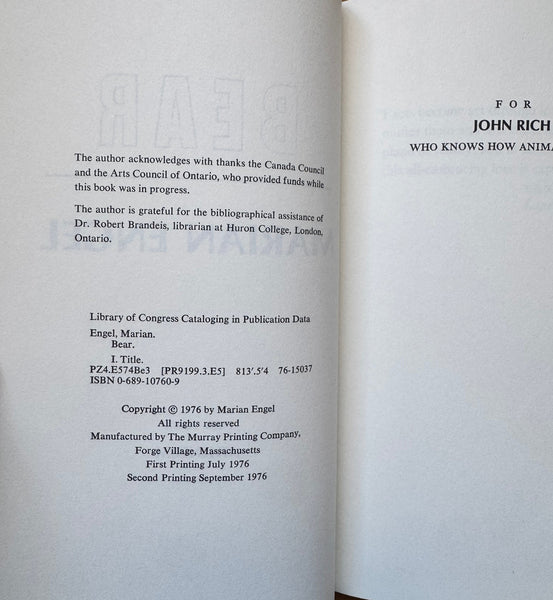 The author acknowledges with thanks the Canada Council
and the Arts Council of Ontario, who provided funds while
this book was in progress.
The author is grateful for the bibliographical assistance of
Dr. Robert Brandeis, librarian at Huron College, London,
Ontario.
Library of Congress Cataloging in Publication Data
Engel, Marian.
Bear.
I. Title.
PZ4.E574Be3 [PR9199.3.E5] 813'.5'4 76-15037
ISBN 0-689-10760-9
Copyright © 1976 by Marian Engel
All rights reserved
Manufactured by The Murray Printing Company,
Forge Village, Massachusetts
First Printing July 1976
Second Printing September 1976
BEAR
MARIAN ENGEL
FOR
JOHN RICH
WHO KNOWS HOW ANIMA